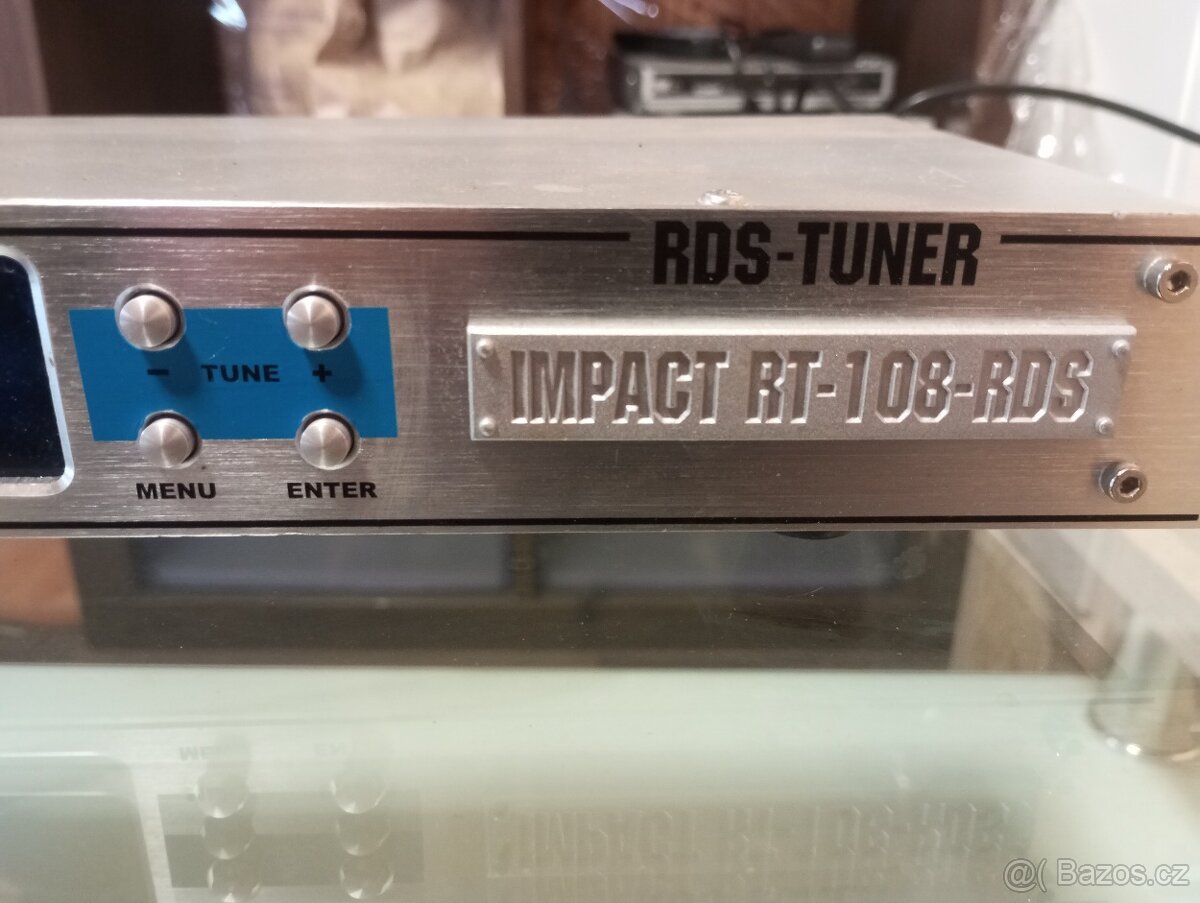 RDS-TUNER
IMPACT RT-108-RDS
- TUNE +
MENU ENTER
@( Bazos.cz